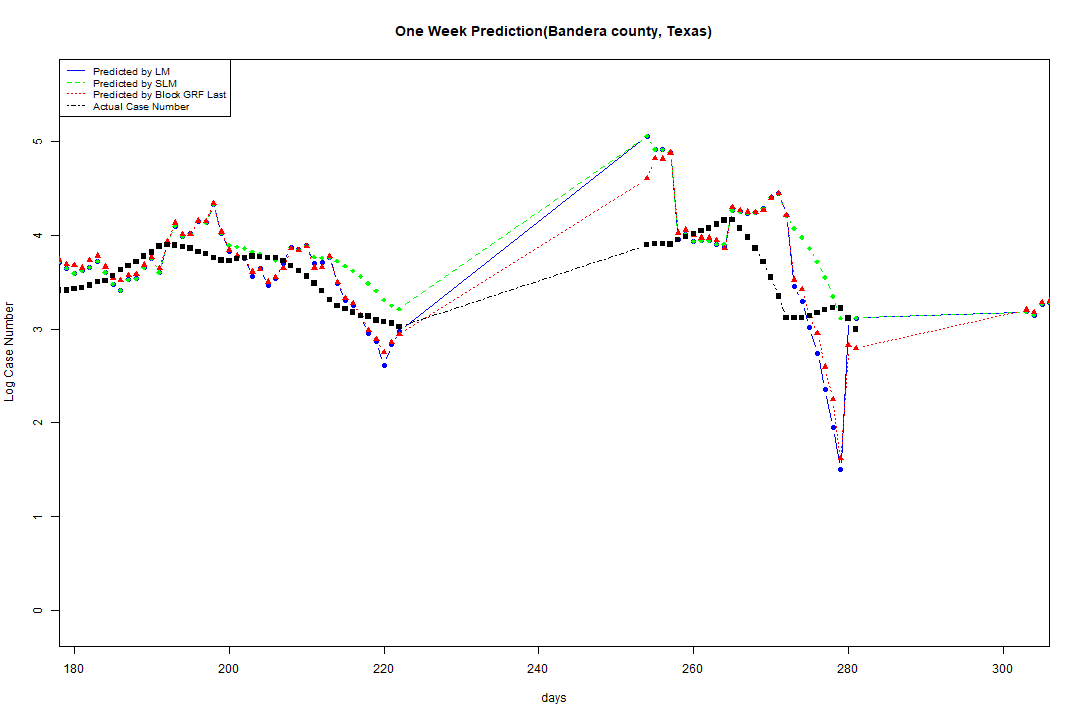 One Week Prediction(Bandera county, Texas)
Predicted by LM
Predicted by SLM
Predicted by Block GRF Last
Actual Case Number
5
4
3
2
1
0
Log Case Number
180 200 220 240 260 280 300
days